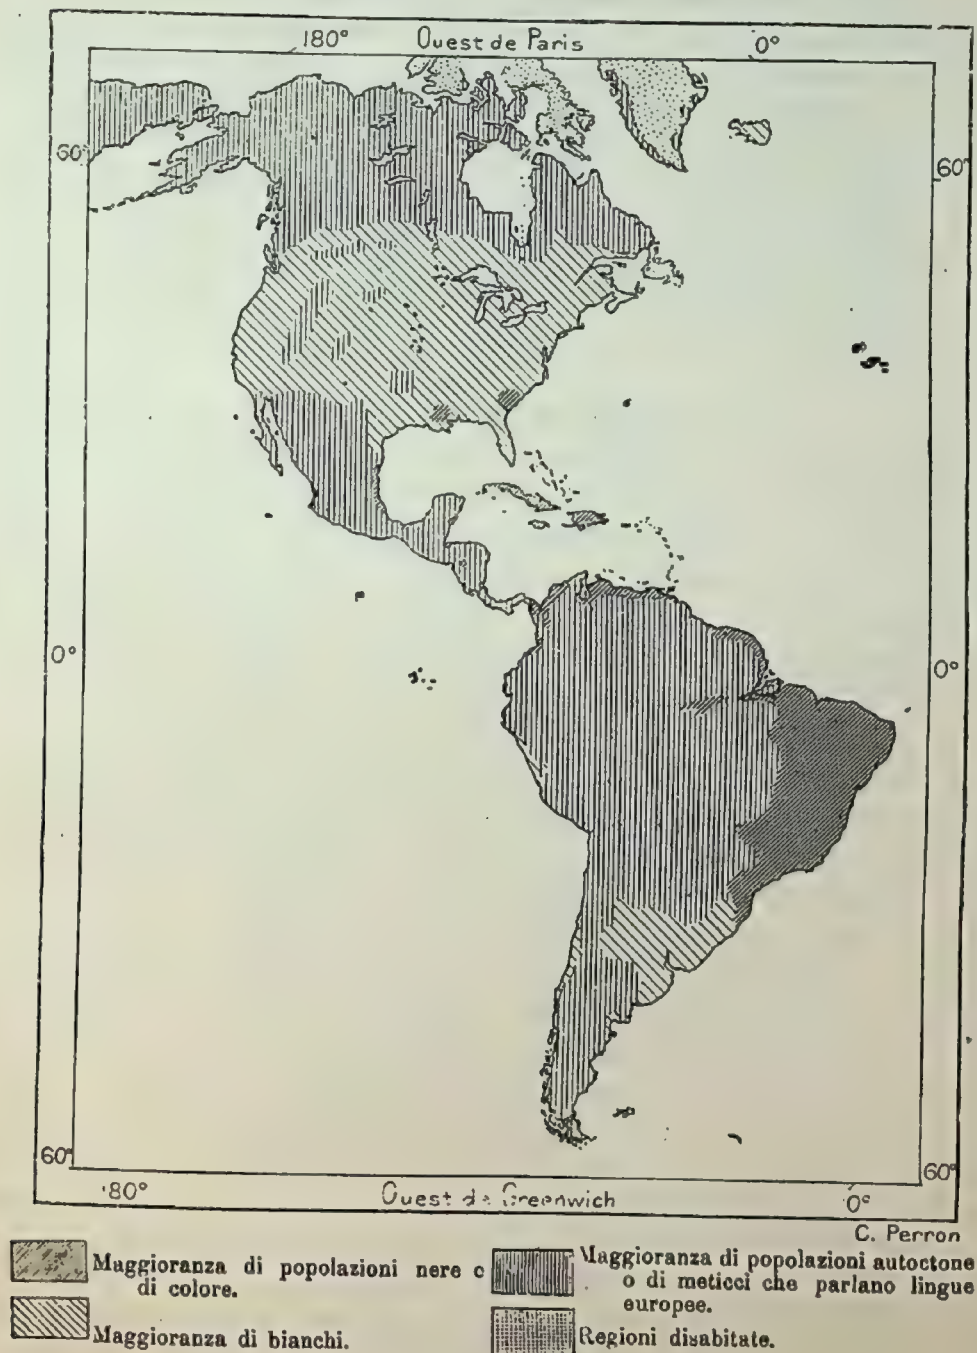 180° Ouest de Paris 0°
60° 60°
0° 0°
60° 60°
80° Ouest de Greenwich 0°
C. Perron
Maggioranza di popolazioni nere c
di colore.
Maggioranza di bianchi.
Maggioranza di popolazioni autoctone
o di meticci che parlano lingue
europee.
Regioni disabitate.